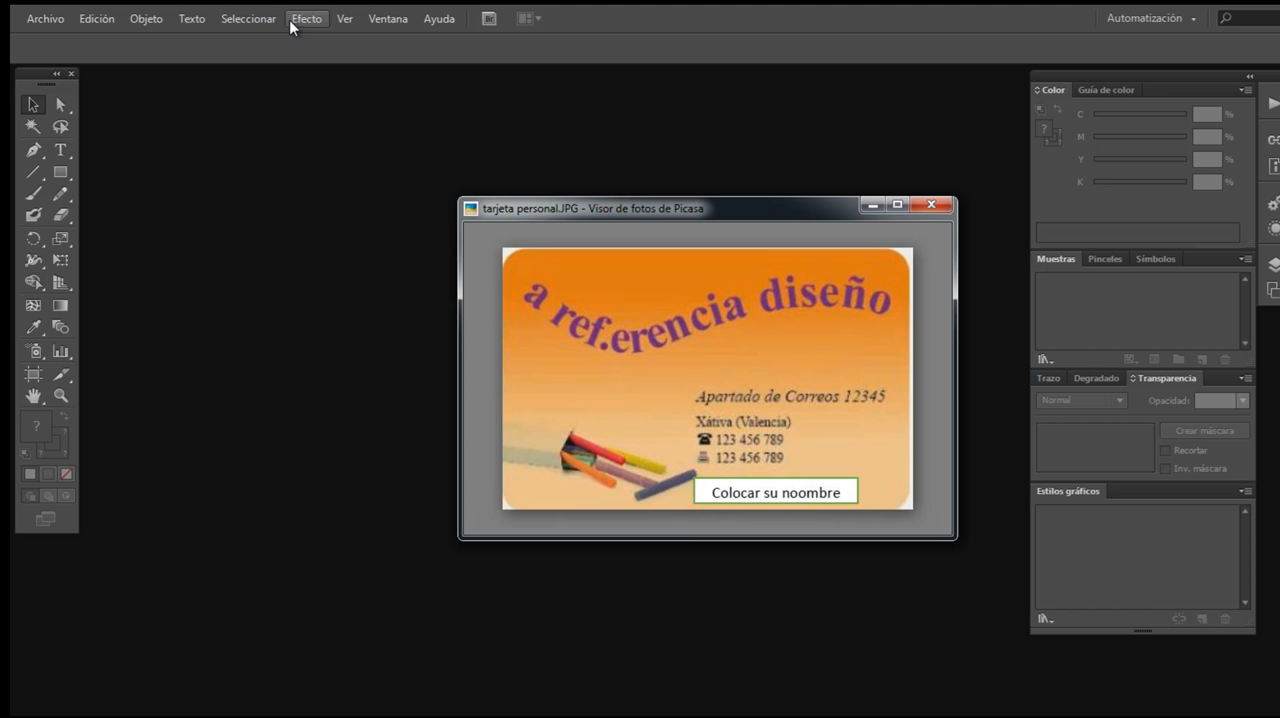 Archivo Edición Objeto Texto Seleccionar Efecto Ver Ventana Ayuda Br Automatización
Color Guía de color
C %
M %
Y %
K %
? 
T
tarjeta personal.JPG - Visor de fotos de Picasa
a ref.erencia diseño
Apartado de Correos 12345
Xátiva (Valencia)
☎ 123 456 789
123 456 789
Colocar su noombre
Muestras Pinceles Símbolos
Trazo Degradado Transparencia
Normal Opacidad:
Crear máscara
Recortar
Inv. máscara
Estilos gráficos
?